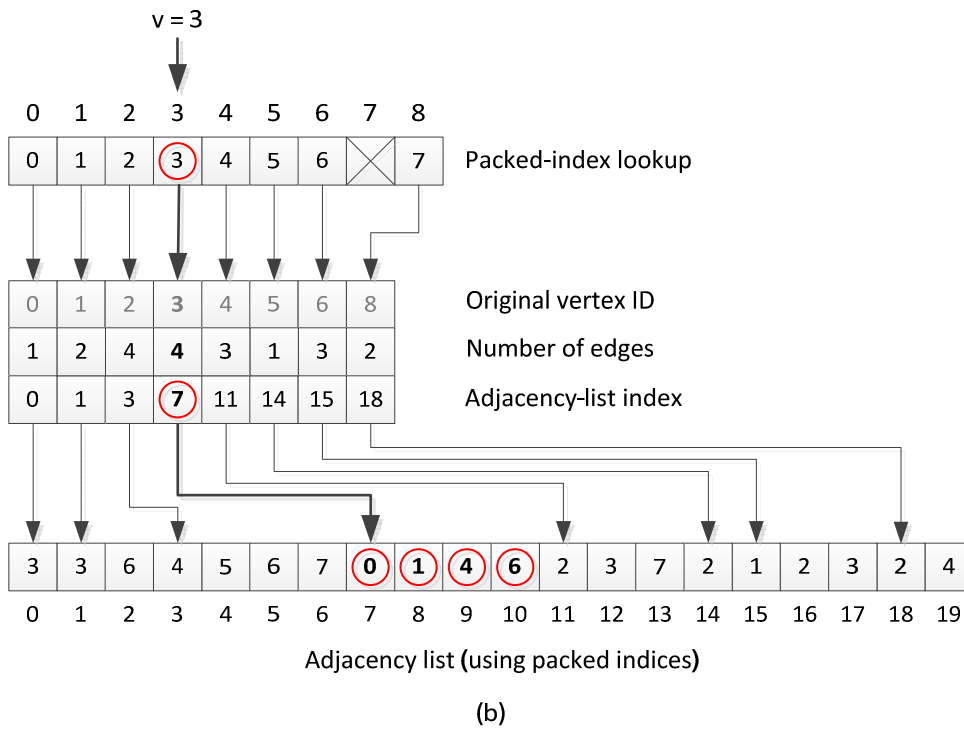 v = 3
0 1 2 3 4 5 6 7 8
0 1 2 3 4 5 6 7 Packed-index lookup
0 1 2 3 4 5 6 8 Original vertex ID
1 2 4 4 3 1 3 2 Number of edges
0 1 3 7 11 14 15 18 Adjacency-list index
3 3 6 4 5 6 7 0 1 4 6 2 3 7 2 1 2 3 2 4
0 1 2 3 4 5 6 7 8 9 10 11 12 13 14 15 16 17 18 19
Adjacency list (using packed indices)
(b)